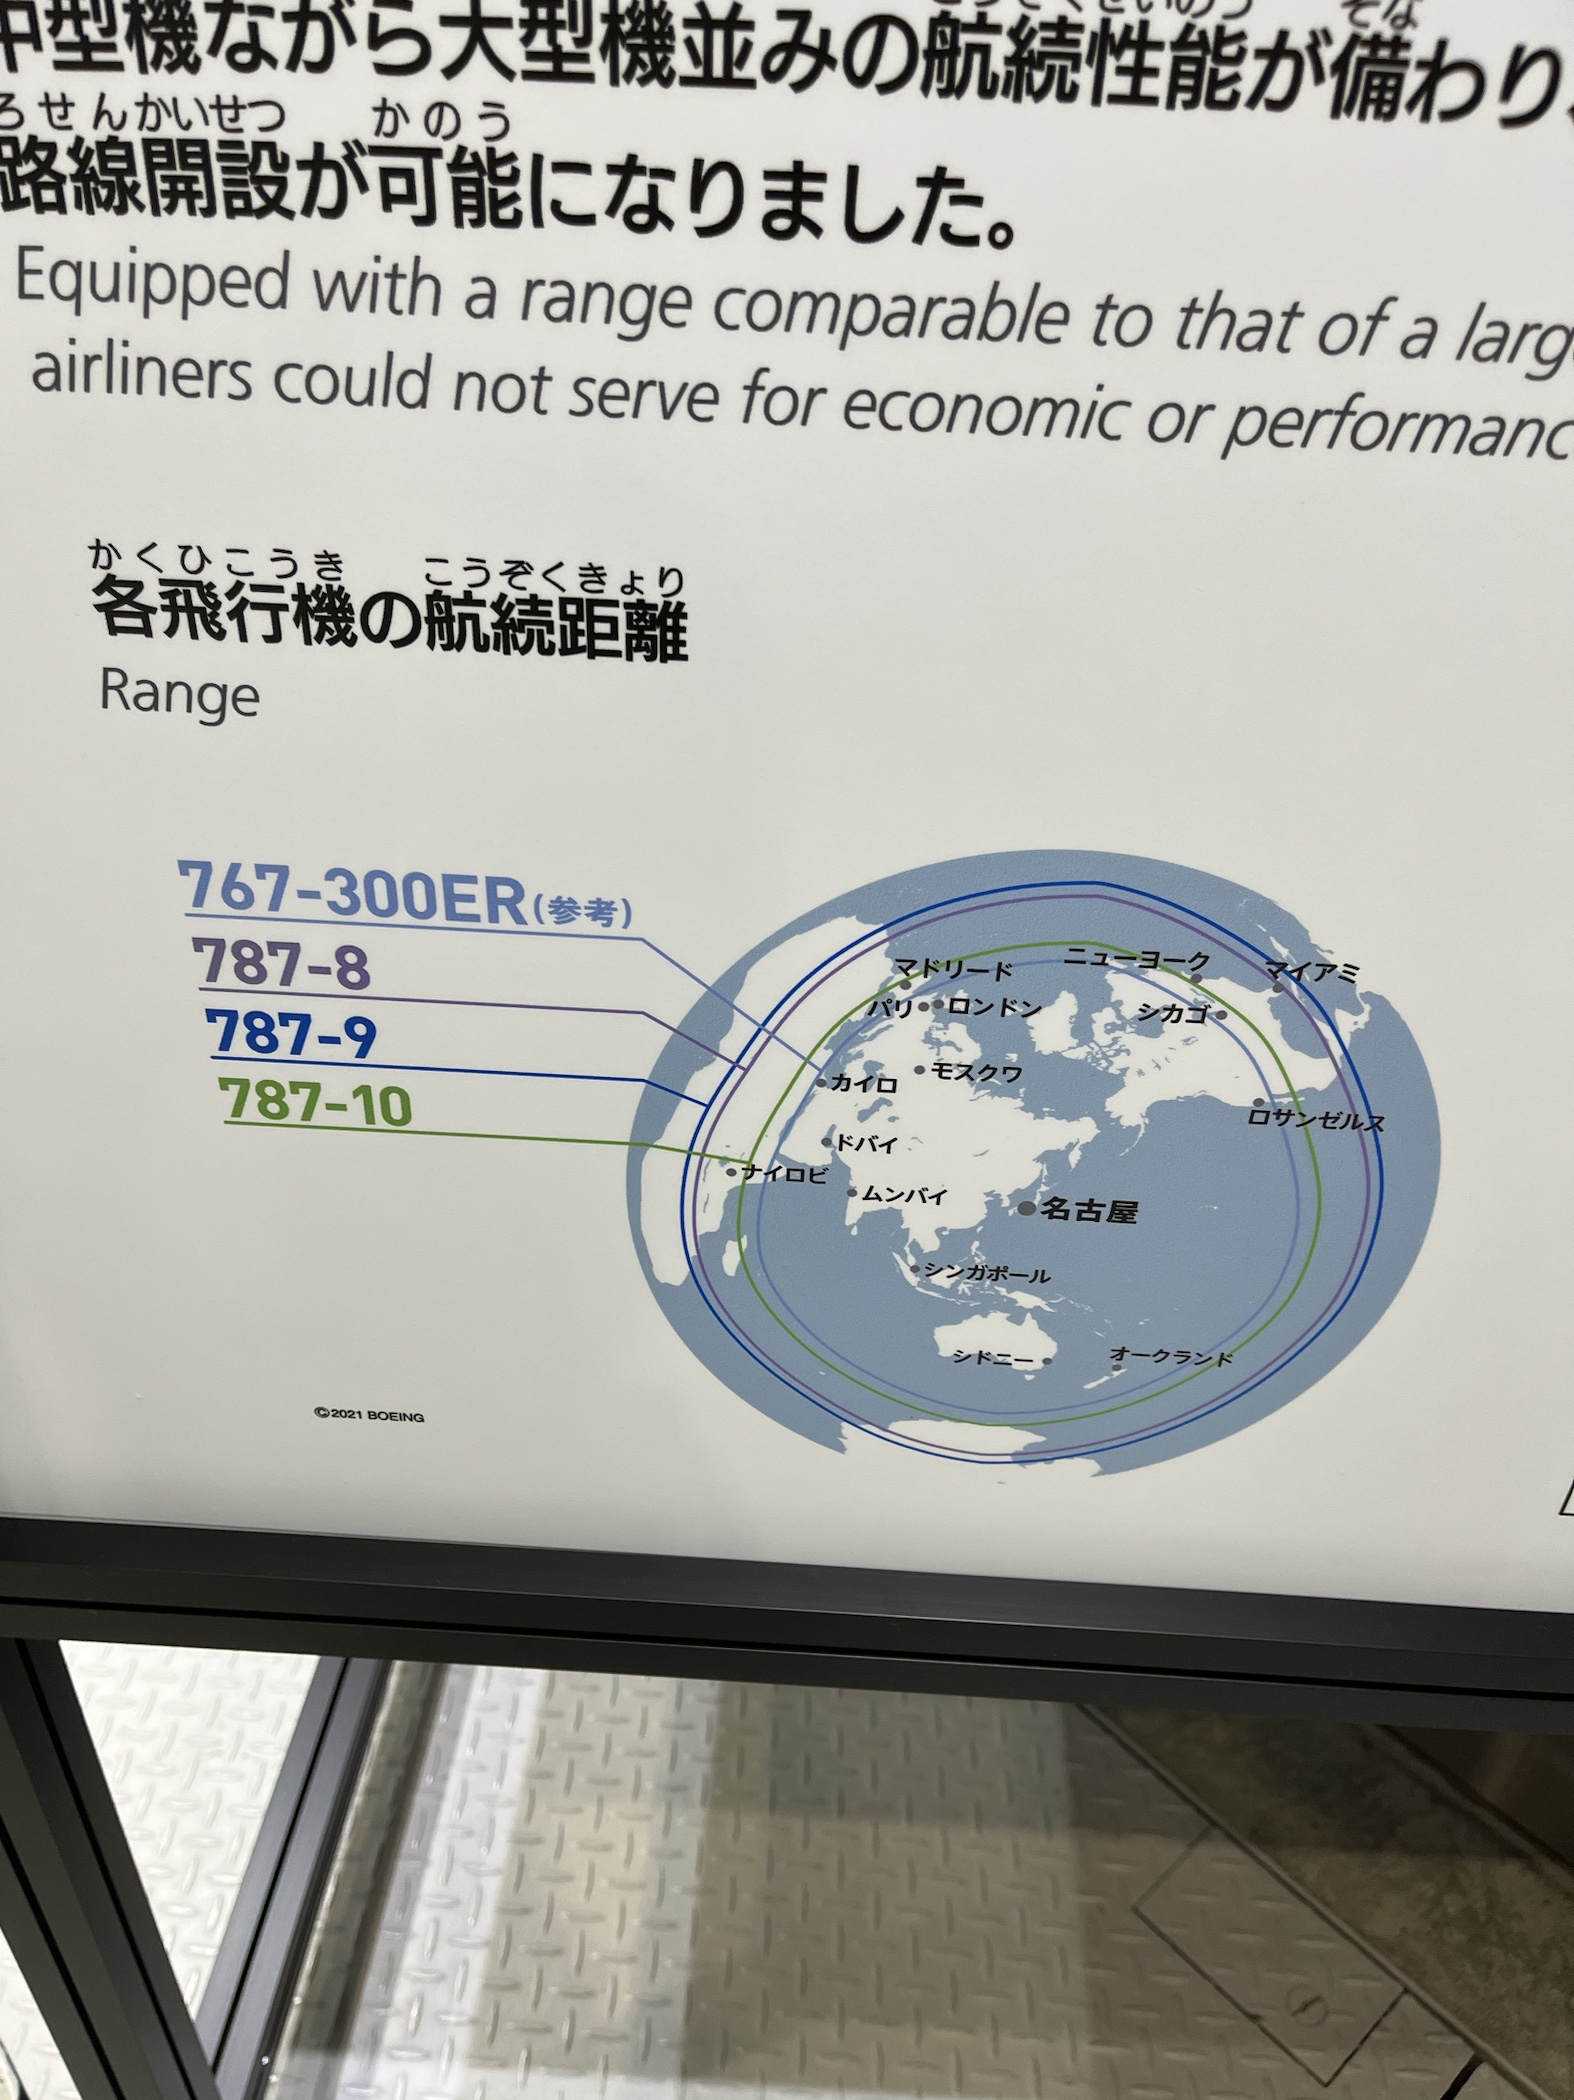 中型機ながら大型機並みの航続性能が備わり、
そな
ろせんかいせつ かのう
路線開設が可能になりました。
Equipped with a range comparable to that of a
airliners could not serve for economic or
かくひこうき こうぞくきょり
各飛行機の航続距離
Range
767-300ER(参考)
787-8
787-9
787-10
マドリード
ニューヨーク
マイアミ
パリ
ロンドン
シカゴ
カイロ
モスクワ
ロサンゼルス
ドバイ
ナイロビ
ムンバイ
名古屋
シンガポール
シドニー
オークランド
©2021 BOEING